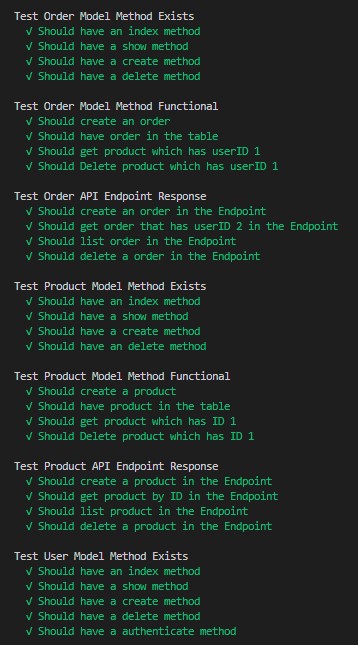 Test Order Model Method Exists
√ Should have an index method
√ Should have a show method
√ Should have a create method
√ Should have a delete method
Test Order Model Method Functional
√ Should create an order
√ Should have order in the table
√ Should get product which has userID 1
√ Should Delete product which has userID 1
Test Order API Endpoint Response
√ Should create an order in the Endpoint
√ Should get order that has userID 2 in the Endpoint
√ Should list order in the Endpoint
√ Should delete a order in the Endpoint
Test Product Model Method Exists
√ Should have an index method
√ Should have a show method
√ Should have a create method
√ Should have an delete method
Test Product Model Method Functional
√ Should create a product
√ Should have product in the table
√ Should get product which has ID 1
√ Should Delete product which has ID 1
Test Product API Endpoint Response
√ Should create a product in the Endpoint
√ Should get product by ID in the Endpoint
√ Should list product in the Endpoint
√ Should delete a product in the Endpoint
Test User Model Method Exists
√ Should have an index method
√ Should have a show method
√ Should have a create method
√ Should have a delete method
√ Should have a authenticate method